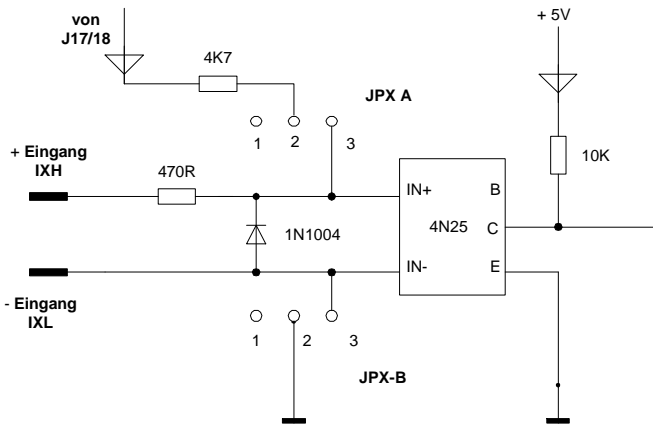 von
J17/18
4K7
+ 5V
JPX A
1
2
3
+ Eingang
IXH
470R
10K
IN+
B
4N25
C
1N1004
IN-
E
- Eingang
IXL
1
2
3
JPX-B